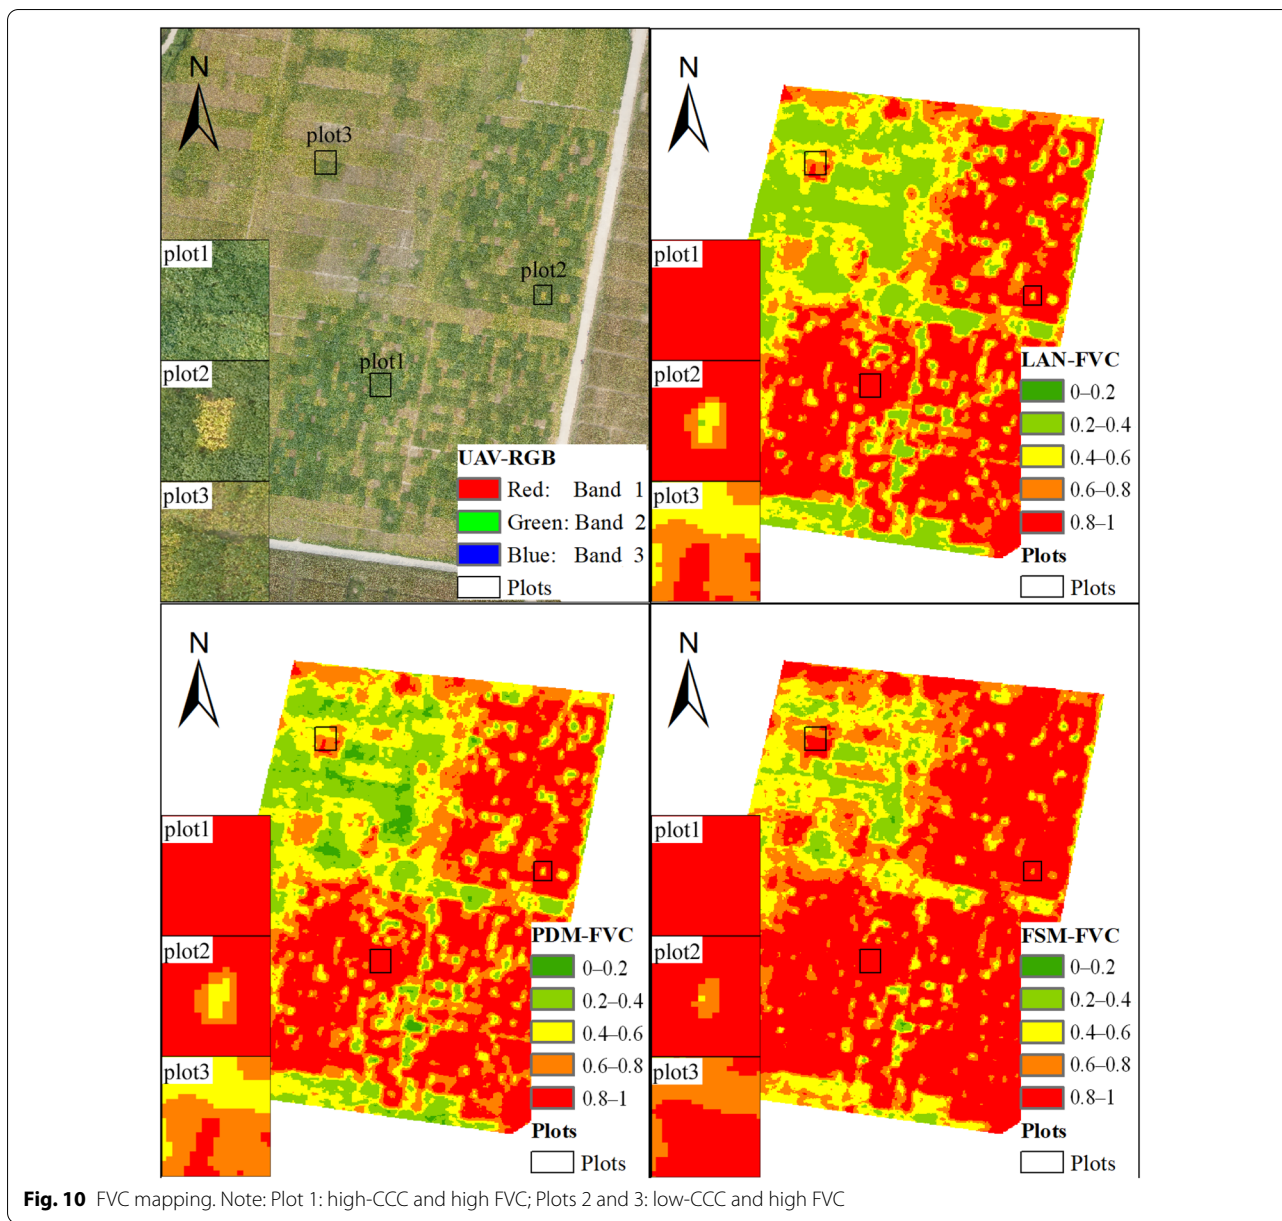 N
plot3
plot2
plot1
plot1
plot2
plot3
UAV-RGB
Red: Band 1
Green: Band 2
Blue: Band 3
Plots
N
plot1
plot2
plot3
LAN-FVC
0–0.2
0.2–0.4
0.4–0.6
0.6–0.8
0.8–1
Plots
Plots
N
plot1
plot2
plot3
PDM-FVC
0–0.2
0.2–0.4
0.4–0.6
0.6–0.8
0.8–1
Plots
Plots
N
plot1
plot2
plot3
FSM-FVC
0–0.2
0.2–0.4
0.4–0.6
0.6–0.8
0.8–1
Plots
Plots
Fig. 10 FVC mapping. Note: Plot 1: high-CCC and high FVC; Plots 2 and 3: low-CCC and high FVC